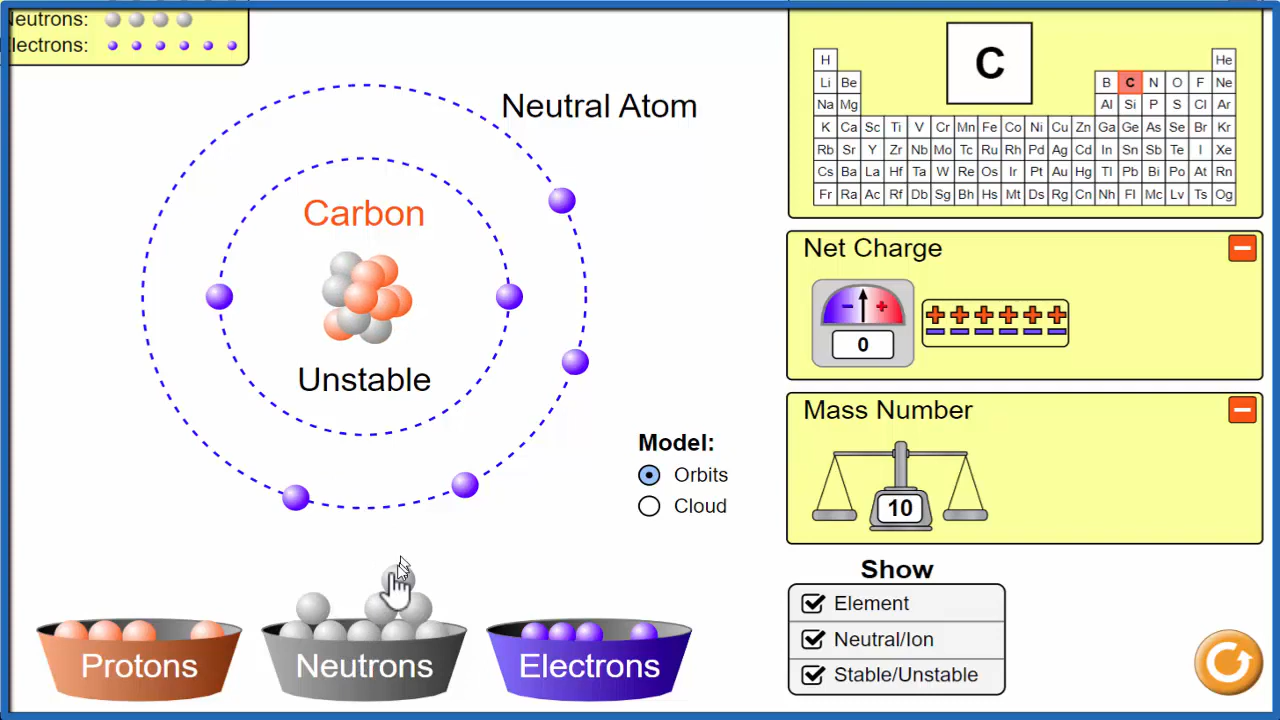 Neutrons:
lectrons:
Neutral Atom
Carbon
Unstable
Model:
Orbits
Cloud
Protons
Neutrons
Electrons
C
H He
Li Be B C N O F Ne
Na Mg Al Si P S Cl Ar
K Ca Sc Ti V Cr Mn Fe Co Ni Cu Zn Ga Ge As Se Br Kr
Rb Sr Y Zr Nb Mo Tc Ru Rh Pd Ag Cd In Sn Sb Te I Xe
Cs Ba La Hf Ta W Re Os Ir Pt Au Hg Tl Pb Bi Po At Rn
Fr Ra Ac Rf Db Sg Bh Hs Mt Ds Rg Cn Nh Fl Mc Lv Ts Og
Net Charge
- +
0
Mass Number
10
Show
Element
Neutral/Ion
Stable/Unstable